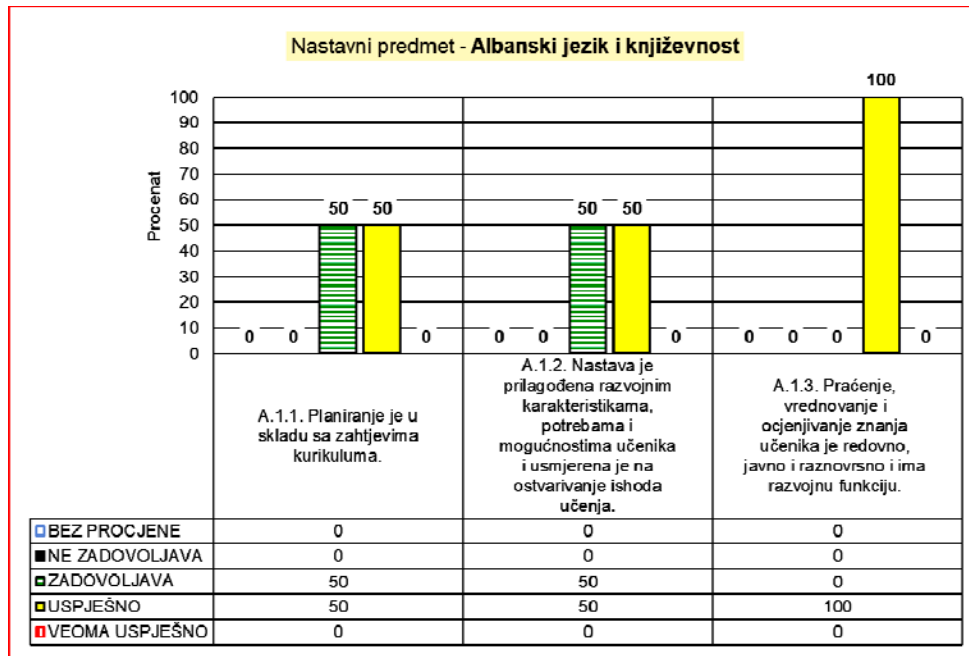 Nastavni predmet - Albanski jezik i književnost
Procenat
100
90
80
70
60
50
40
30
20
10
0
0 0 50 50 0
0 0 50 50 0
0 0 0 100 0
A.1.1. Planiranje je u
skladu sa zahtjevima
kurikuluma.
A.1.2. Nastava je
prilagođena razvojnim
karakteristikama,
potrebama i
mogućnostima učenika
i usmjerena je na
ostvarivanje ishoda
učenja.
A.1.3. Praćenje,
vrednovanje i
ocjenjivanje znanja
učenika je redovno,
javno i raznovrsno i ima
razvojnu funkciju.
BEZ PROCJENE 0 0 0
NE ZADOVOLJAVA 0 0 0
ZADOVOLJAVA 50 50 0
USPJEŠNO 50 50 100
VEOMA USPJEŠNO 0 0 0